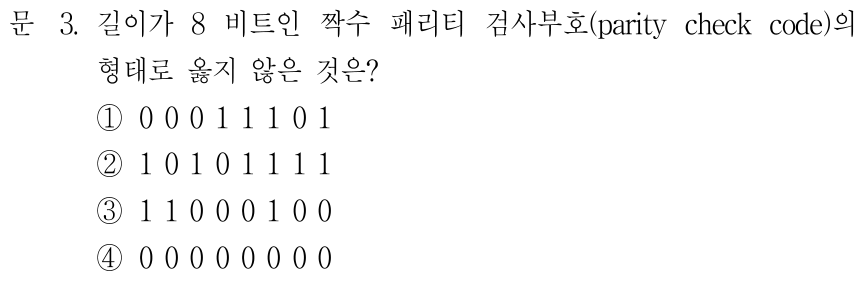 문 3. 길이가 8 비트인 짝수 패리티 검사부호(parity check code)의
형태로 옳지 않은 것은?
① 0 0 0 1 1 1 0 1
② 1 0 1 0 1 1 1 1
③ 1 1 0 0 0 1 0 0
④ 0 0 0 0 0 0 0 0